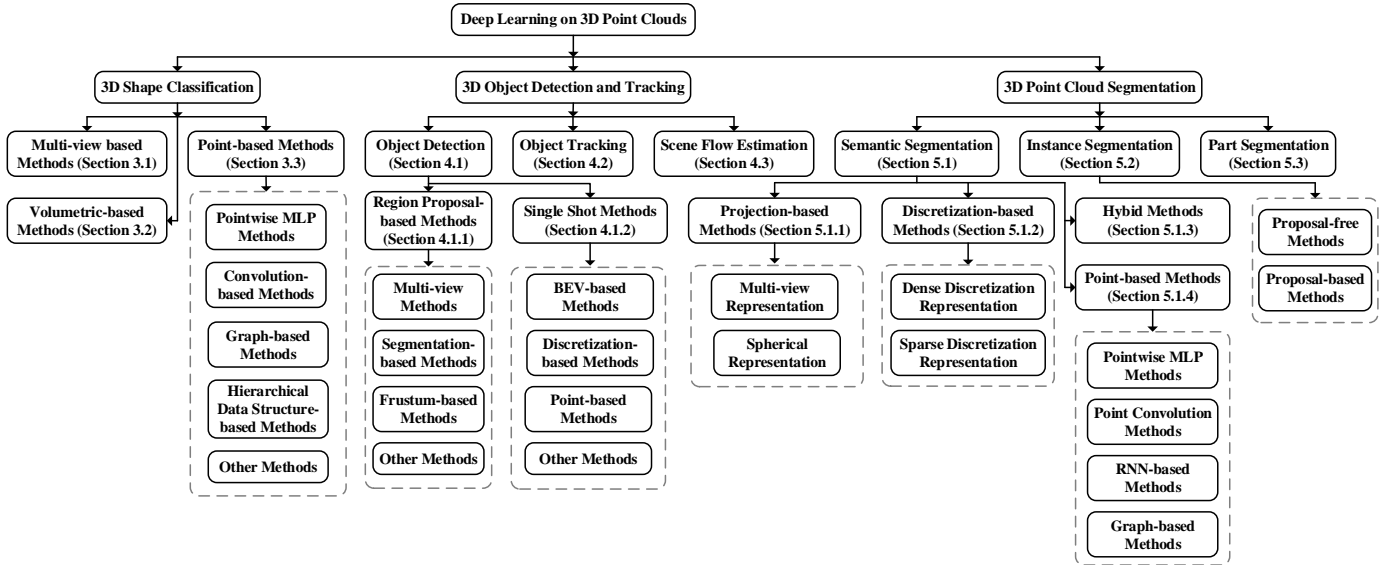 Deep Learning on 3D Point Clouds
3D Shape Classification
3D Object Detection and Tracking
3D Point Cloud Segmentation
Multi-view based
Methods (Section 3.1)
Point-based Methods
(Section 3.3)
Object Detection
(Section 4.1)
Object Tracking
(Section 4.2)
Scene Flow Estimation
(Section 4.3)
Semantic Segmentation
(Section 5.1)
Instance Segmentation
(Section 5.2)
Part Segmentation
(Section 5.3)
Volumetric-based
Methods (Section 3.2)
Pointwise MLP
Methods
Convolution-
based Methods
Graph-based
Methods
Hierarchical
Data Structure-
based Methods
Other Methods
Region Proposal-
based Methods
(Section 4.1.1)
Multi-view
Methods
Segmentation-
based Methods
Frustum-based
Methods
Other Methods
Single Shot Methods
(Section 4.1.2)
BEV-based
Methods
Discretization-
based Methods
Point-based
Methods
Other Methods
Projection-based
Methods (Section 5.1.1)
Multi-view
Representation
Spherical
Representation
Discretization-based
Methods (Section 5.1.2)
Dense Discretization
Representation
Sparse Discretization
Representation
Hybid Methods
(Section 5.1.3)
Point-based Methods
(Section 5.1.4)
Pointwise MLP
Methods
Point Convolution
Methods
RNN-based
Methods
Graph-based
Methods
Proposal-free
Methods
Proposal-based
Methods